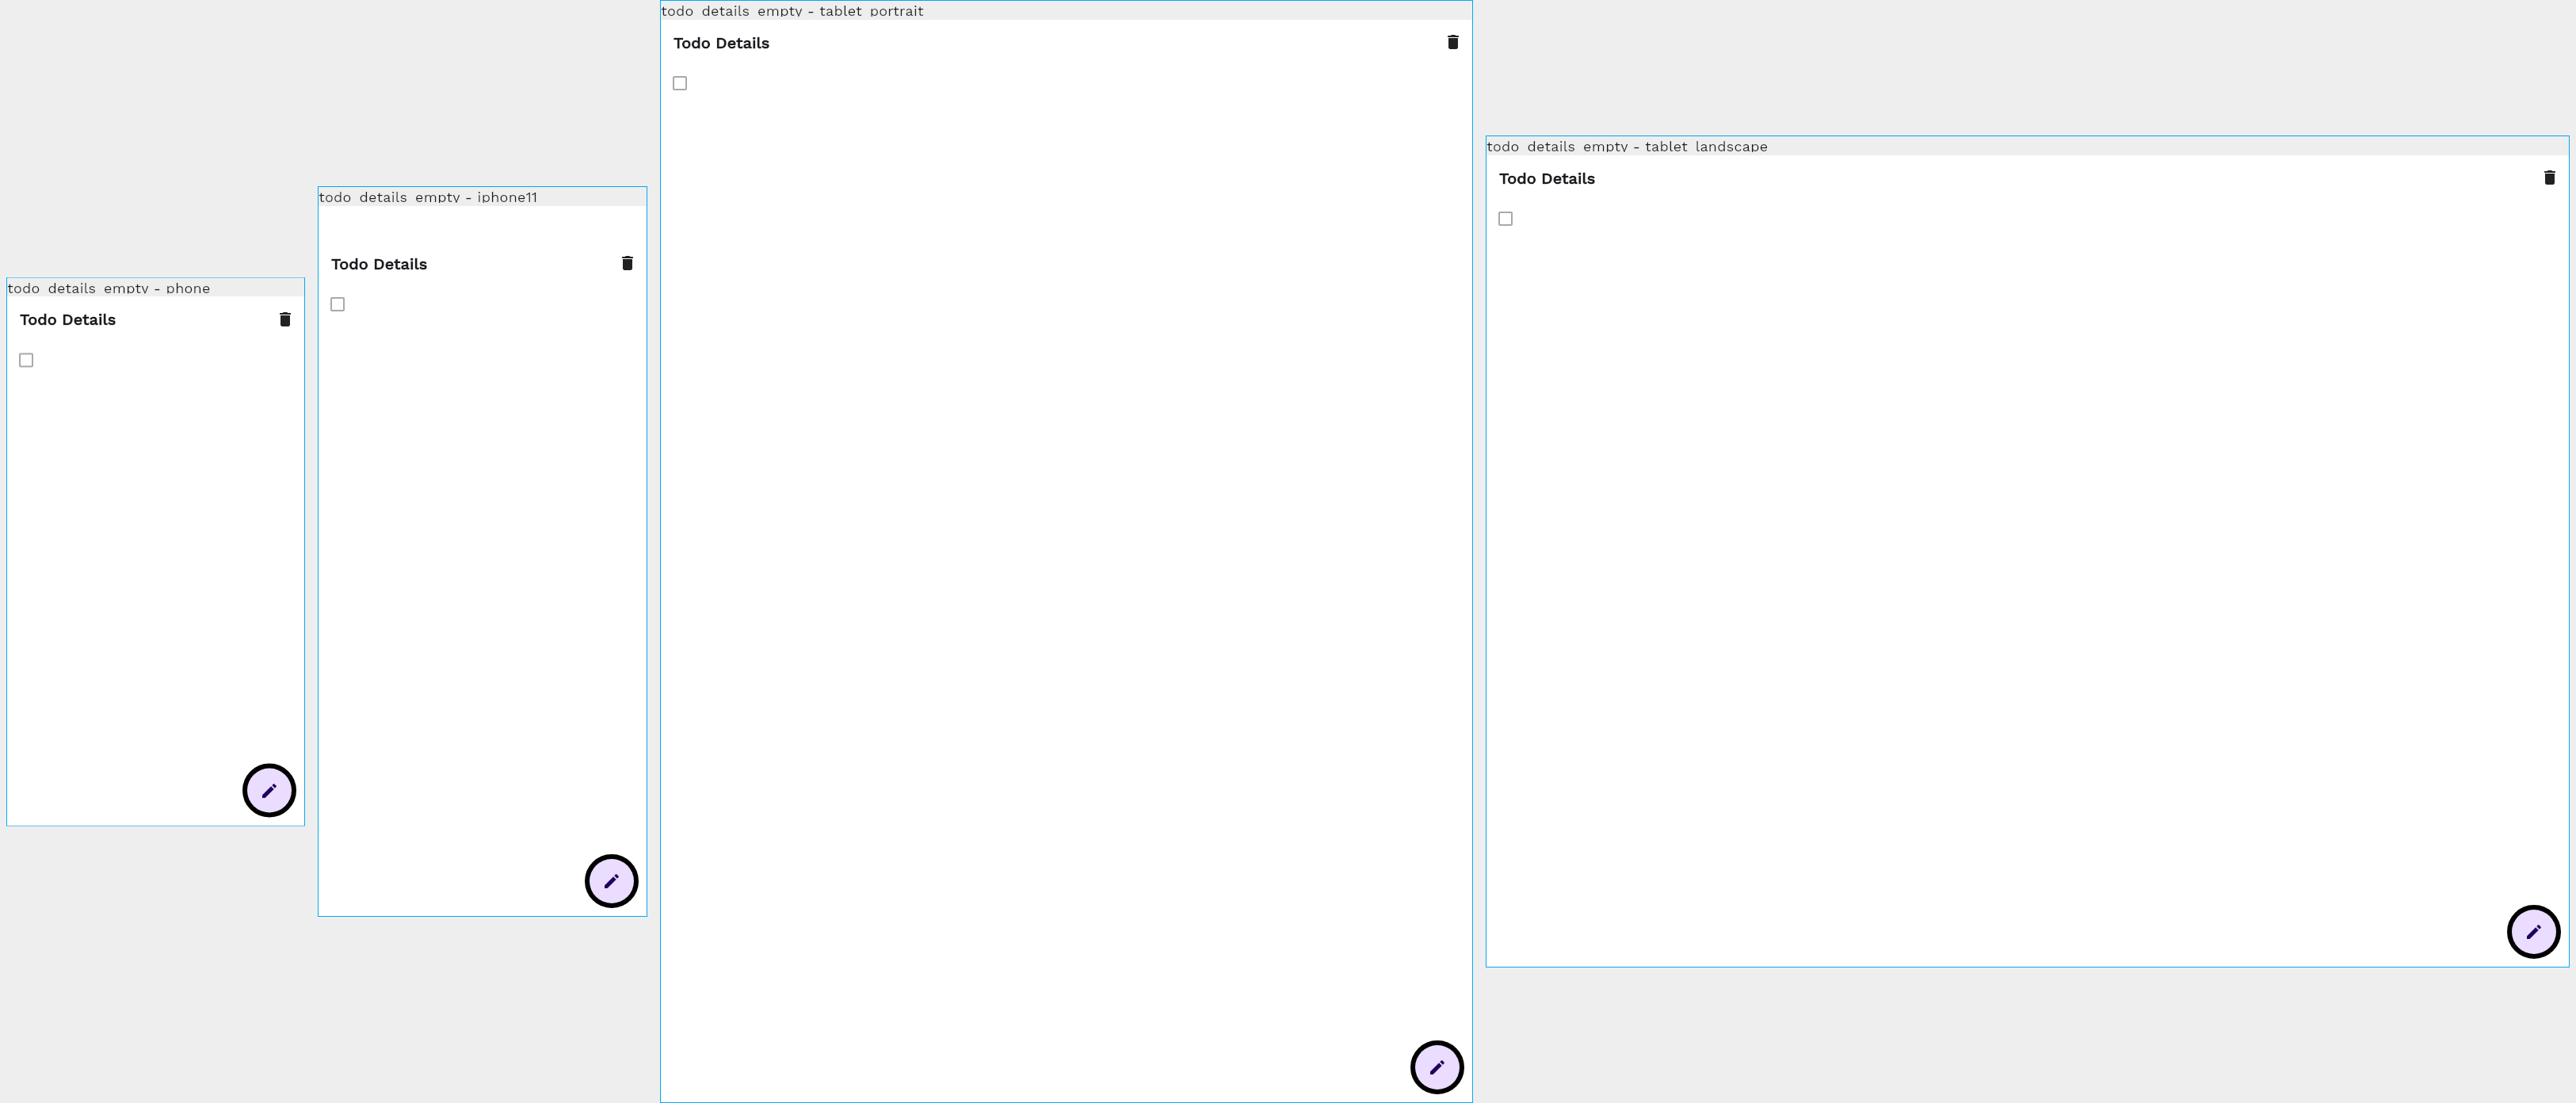 todo details empty - phone
Todo Details
todo details empty - iphone11
Todo Details
todo details empty - tablet portrait
Todo Details
todo details empty - tablet landscape
Todo Details